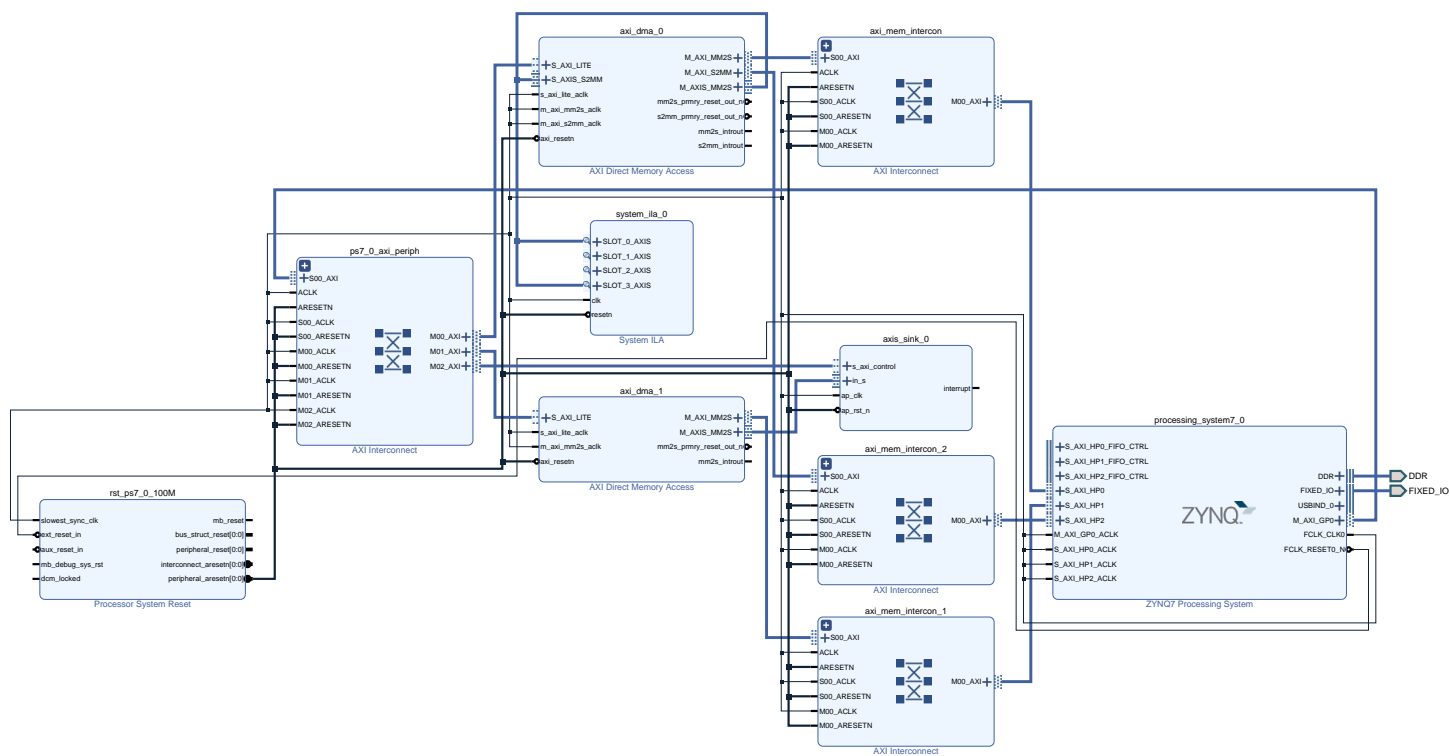 axi_dma_0
S_AXI_LITE
S_AXIS_S2MM
s_axi_lite_aclk
m_axi_mm2s_aclk
m_axi_s2mm_aclk
axi_resetn
M_AXI_MM2S
M_AXI_S2MM
M_AXIS_MM2S
mm2s_prmry_reset_out_n
s2mm_prmry_reset_out_n
mm2s_introut
s2mm_introut
AXI Direct Memory Access
axi_mem_intercon
S00_AXI
ACLK
ARESETN
S00_ACLK
S00_ARESETN
M00_ACLK
M00_ARESETN
M00_AXI
AXI Interconnect
system_ila_0
SLOT_0_AXIS
SLOT_1_AXIS
SLOT_2_AXIS
SLOT_3_AXIS
clk
resetn
System ILA
ps7_0_axi_periph
S00_AXI
ACLK
ARESETN
S00_ACLK
S00_ARESETN
M00_ACLK
M00_ARESETN
M01_ACLK
M01_ARESETN
M02_ACLK
M02_ARESETN
M00_AXI
M01_AXI
M02_AXI
AXI Interconnect
axis_sink_0
s_axi_control
in_s
ap_clk
ap_rst_n
interrupt
axi_dma_1
S_AXI_LITE
s_axi_lite_aclk
m_axi_mm2s_aclk
axi_resetn
M_AXI_MM2S
M_AXIS_MM2S
mm2s_prmry_reset_out_n
mm2s_introut
AXI Direct Memory Access
axi_mem_intercon_2
S00_AXI
ACLK
ARESETN
S00_ACLK
S00_ARESETN
M00_ACLK
M00_ARESETN
M00_AXI
AXI Interconnect
processing_system7_0
S_AXI_HP0_FIFO_CTRL
S_AXI_HP1_FIFO_CTRL
S_AXI_HP2_FIFO_CTRL
S_AXI_HP0
S_AXI_HP1
S_AXI_HP2
M_AXI_GP0_ACLK
S_AXI_HP0_ACLK
S_AXI_HP1_ACLK
S_AXI_HP2_ACLK
ZYNQ
DDR
FIXED_IO
USBIND_0
M_AXI_GP0
FCLK_CLK0
FCLK_RESET0_N
ZYNQ7 Processing System
DDR
FIXED_IO
rst_ps7_0_100M
slowest_sync_clk
ext_reset_in
aux_reset_in
mb_debug_sys_rst
dcm_locked
mb_reset
bus_struct_reset[0:0]
peripheral_reset[0:0]
interconnect_aresetn[0:0]
peripheral_aresetn[0:0]
Processor System Reset
axi_mem_intercon_1
S00_AXI
ACLK
ARESETN
S00_ACLK
S00_ARESETN
M00_ACLK
M00_ARESETN
M00_AXI
AXI Interconnect